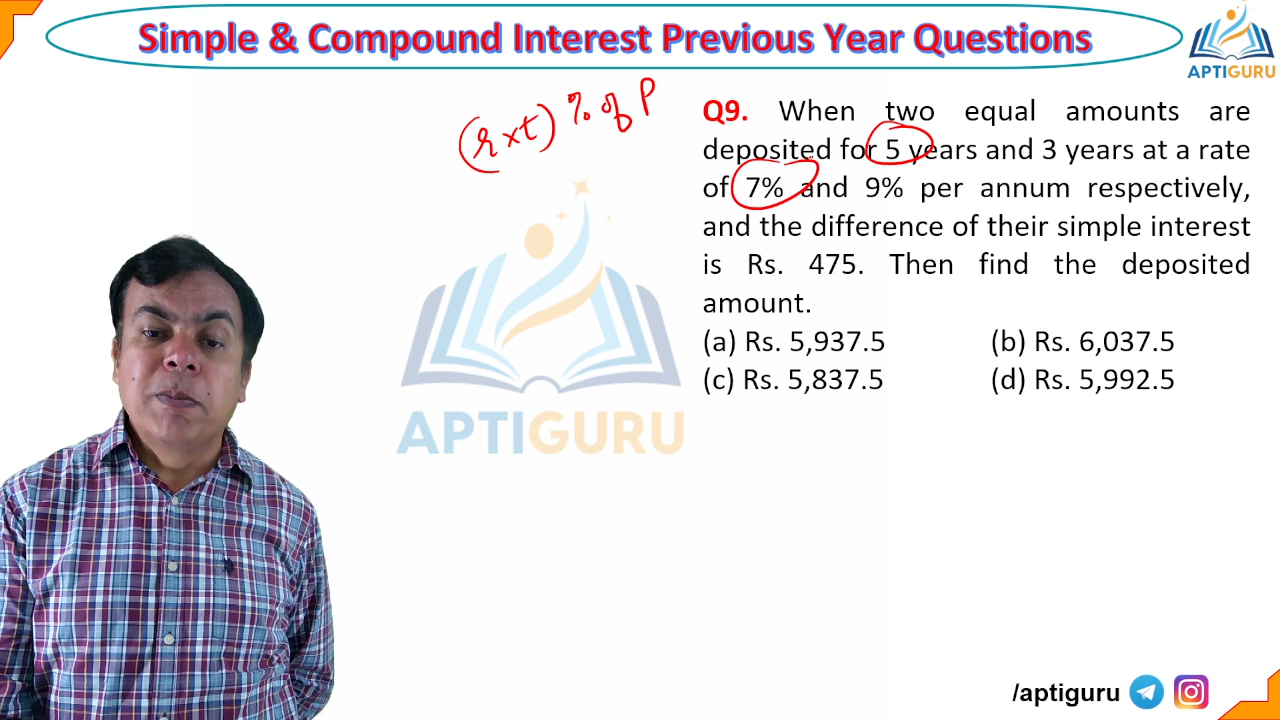 Simple & Compound Interest Previous Year Questions
APTIGURU
(r×t) % of P
Q9. When two equal amounts are
deposited for 5 years and 3 years at a rate
of 7% and 9% per annum respectively,
and the difference of their simple interest
is Rs. 475. Then find the deposited
amount.
(a) Rs. 5,937.5 (b) Rs. 6,037.5
(c) Rs. 5,837.5 (d) Rs. 5,992.5
APTIGURU
/aptiguru